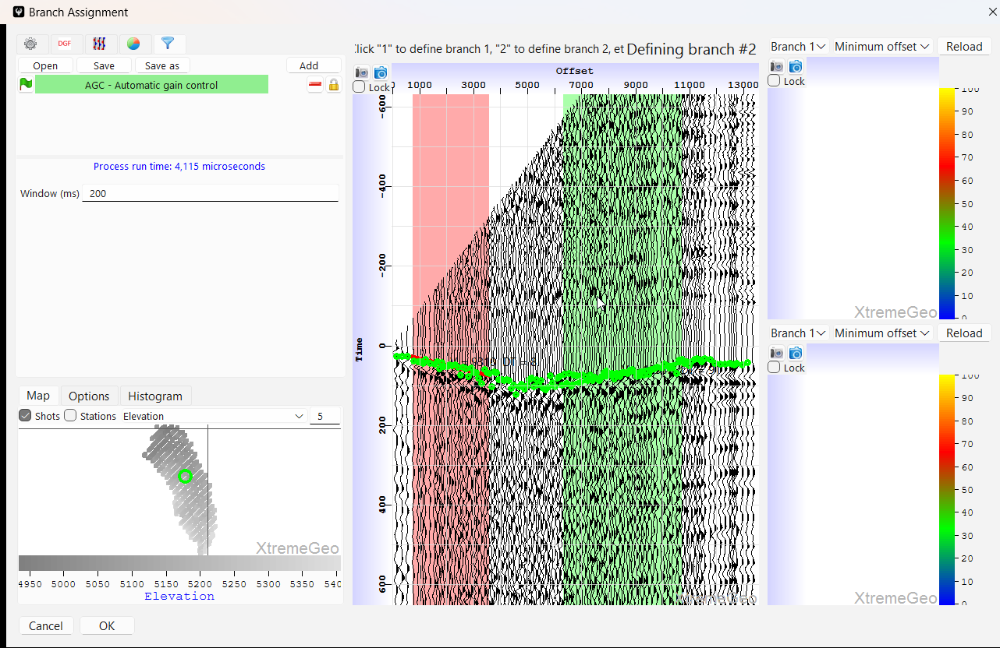 Branch Assignment
DGF
Open Save Save as Add
AGC - Automatic gain control
Process run time: 4,115 microseconds
Window (ms) 200
Map Options Histogram
Shots Stations Elevation 5
XtremeGeo
4950 5000 5050 5100 5150 5200 5250 5300 5350 540
Elevation
Cancel OK
Click "1" to define branch 1, "2" to define branch 2, et Defining branch #2
Lock
Offset
1000 3000 5000 7000 9000 11000 13000
-600
-400
-200
0
200
400
600
Time
XtremeGeo
Branch 1 Minimum offset Reload
Lock
100
90
80
70
60
50
40
30
20
10
0
XtremeGeo
Branch 1 Minimum offset Reload
Lock
100
90
80
70
60
50
40
30
20
10
0
XtremeGeo